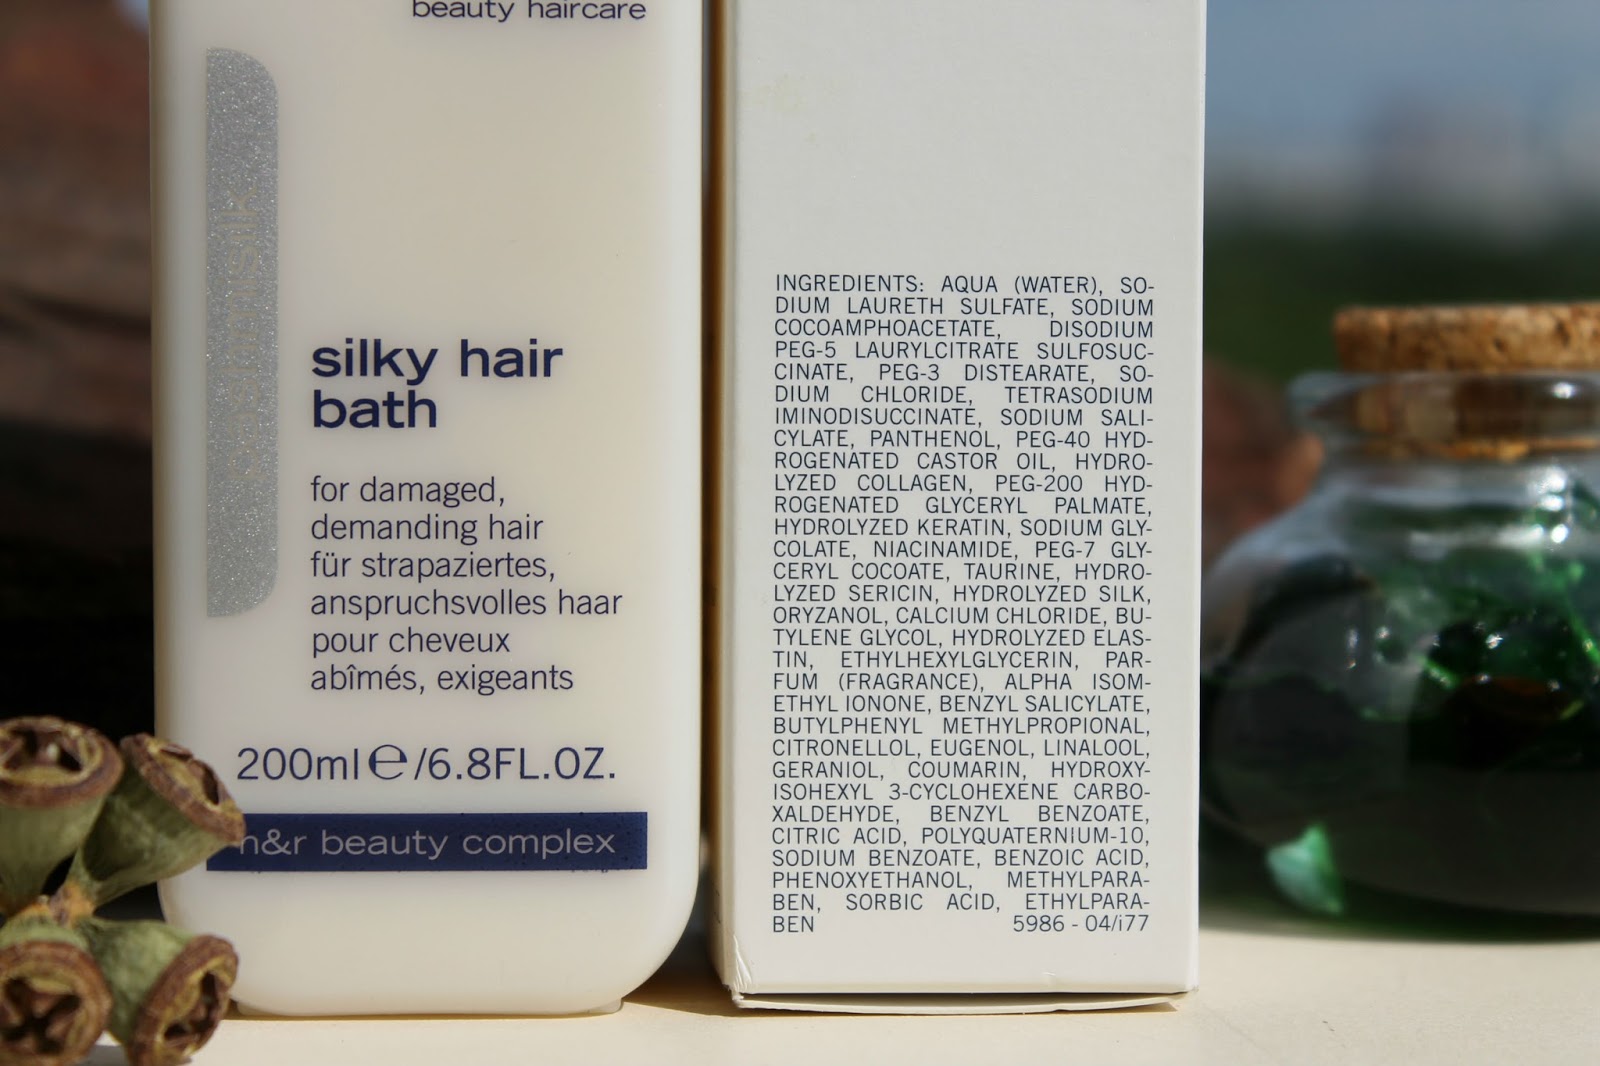 beauty haircare
kashmisilk
silky hair
bath
for damaged,
demanding hair
für strapaziertes,
anspruchsvolles haar
pour cheveux
abîmés, exigeants
200ml℮/6.8FL.OZ.
n&r beauty complex
INGREDIENTS: AQUA (WATER), SO-
DIUM LAURETH SULFATE, SODIUM
COCOAMPHOACETATE, DISODIUM
PEG-5 LAURYLCITRATE SULFOSUC-
CINATE, PEG-3 DISTEARATE, SO-
DIUM CHLORIDE, TETRASODIUM
IMINODISUCCINATE, SODIUM SALI-
CYLATE, PANTHENOL, PEG-40 HYD-
ROGENATED CASTOR OIL, HYDRO-
LYZED COLLAGEN, PEG-200 HYD-
ROGENATED GLYCERYL PALMATE,
HYDROLYZED KERATIN, SODIUM GLY-
COLATE, NIACINAMIDE, PEG-7 GLY-
CERYL COCOATE, TAURINE, HYDRO-
LYZED SERICIN, HYDROLYZED SILK,
ORYZANOL, CALCIUM CHLORIDE, BU-
TYLENE GLYCOL, HYDROLYZED ELAS-
TIN, ETHYLHEXYLGLYCERIN, PAR-
FUM (FRAGRANCE), ALPHA ISOM-
ETHYL IONONE, BENZYL SALICYLATE,
BUTYLPHENYL METHYLPROPIONAL,
CITRONELLOL, EUGENOL, LINALOOL,
GERANIOL, COUMARIN, HYDROXY-
ISOHEXYL 3-CYCLOHEXENE CARBO-
XALDEHYDE, BENZYL BENZOATE,
CITRIC ACID, POLYQUATERNIUM-10,
SODIUM BENZOATE, BENZOIC ACID,
PHENOXYETHANOL, METHYLPARA-
BEN, SORBIC ACID, ETHYLPARA-
BEN 5986 - 04/i77